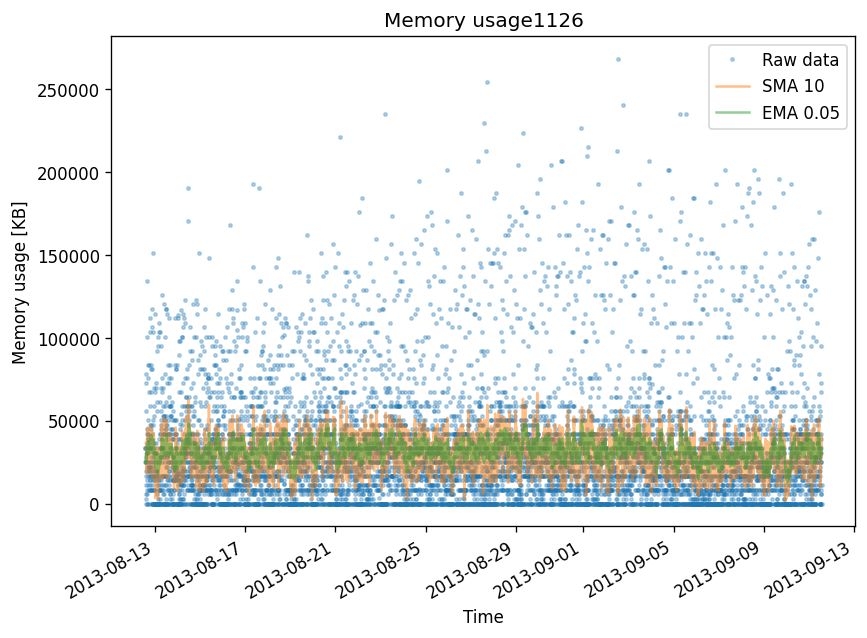 Memory usage1126
Raw data
SMA 10
EMA 0.05
Memory usage [KB]
250000
200000
150000
100000
50000
0
2013-08-13
2013-08-17
2013-08-21
2013-08-25
2013-08-29
2013-09-01
2013-09-05
2013-09-09
2013-09-13
Time